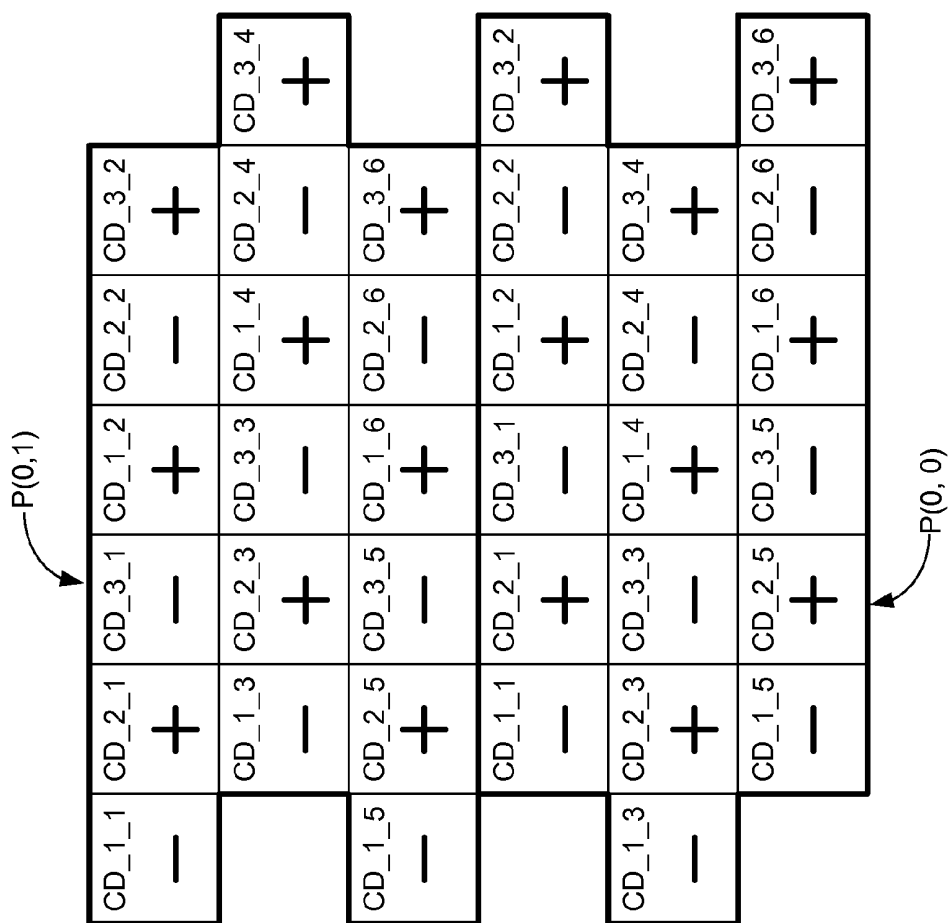 P(0,1)
CD_1_1 CD_2_1 CD_3_1 CD_1_2 CD_2_2 CD_3_2
− + − + − +
CD_1_3 CD_2_3 CD_3_3 CD_1_4 CD_2_4 CD_3_4
− + − + − +
CD_1_5 CD_2_5 CD_3_5 CD_1_6 CD_2_6 CD_3_6
− + − + − +
CD_1_1 CD_2_1 CD_3_1 CD_1_2 CD_2_2 CD_3_2
− + − + − +
CD_1_3 CD_2_3 CD_3_3 CD_1_4 CD_2_4 CD_3_4
− + − + − +
CD_1_5 CD_2_5 CD_3_5 CD_1_6 CD_2_6 CD_3_6
− + − + − +
P(0, 0)